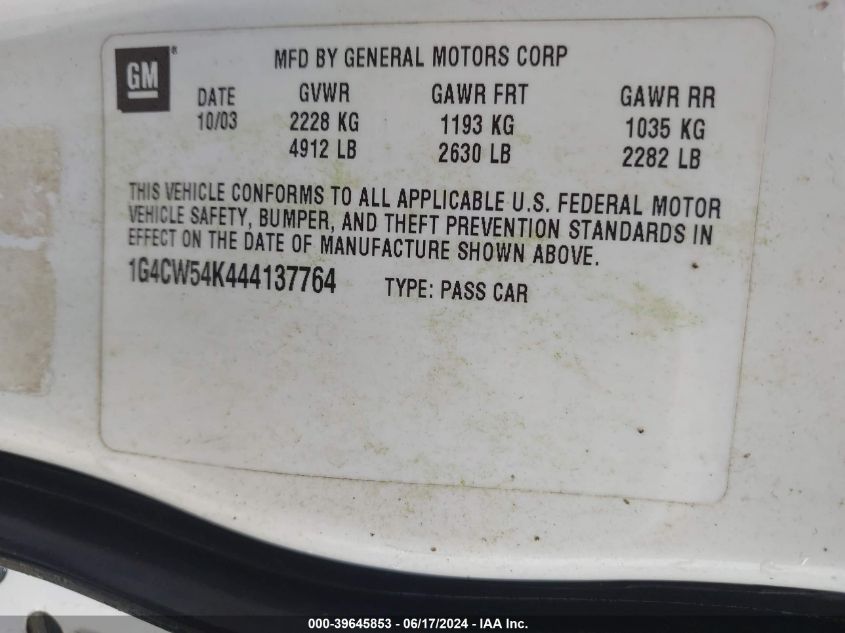 GM ®
MFD BY GENERAL MOTORS CORP
DATE GVWR GAWR FRT GAWR RR
10/03 2228 KG 1193 KG 1035 KG
4912 LB 2630 LB 2282 LB
THIS VEHICLE CONFORMS TO ALL APPLICABLE U.S. FEDERAL MOTOR
VEHICLE SAFETY, BUMPER, AND THEFT PREVENTION STANDARDS IN
EFFECT ON THE DATE OF MANUFACTURE SHOWN ABOVE.
1G4CW54K444137764 TYPE: PASS CAR
000-39645853 - 06/17/2024 - IAA Inc.